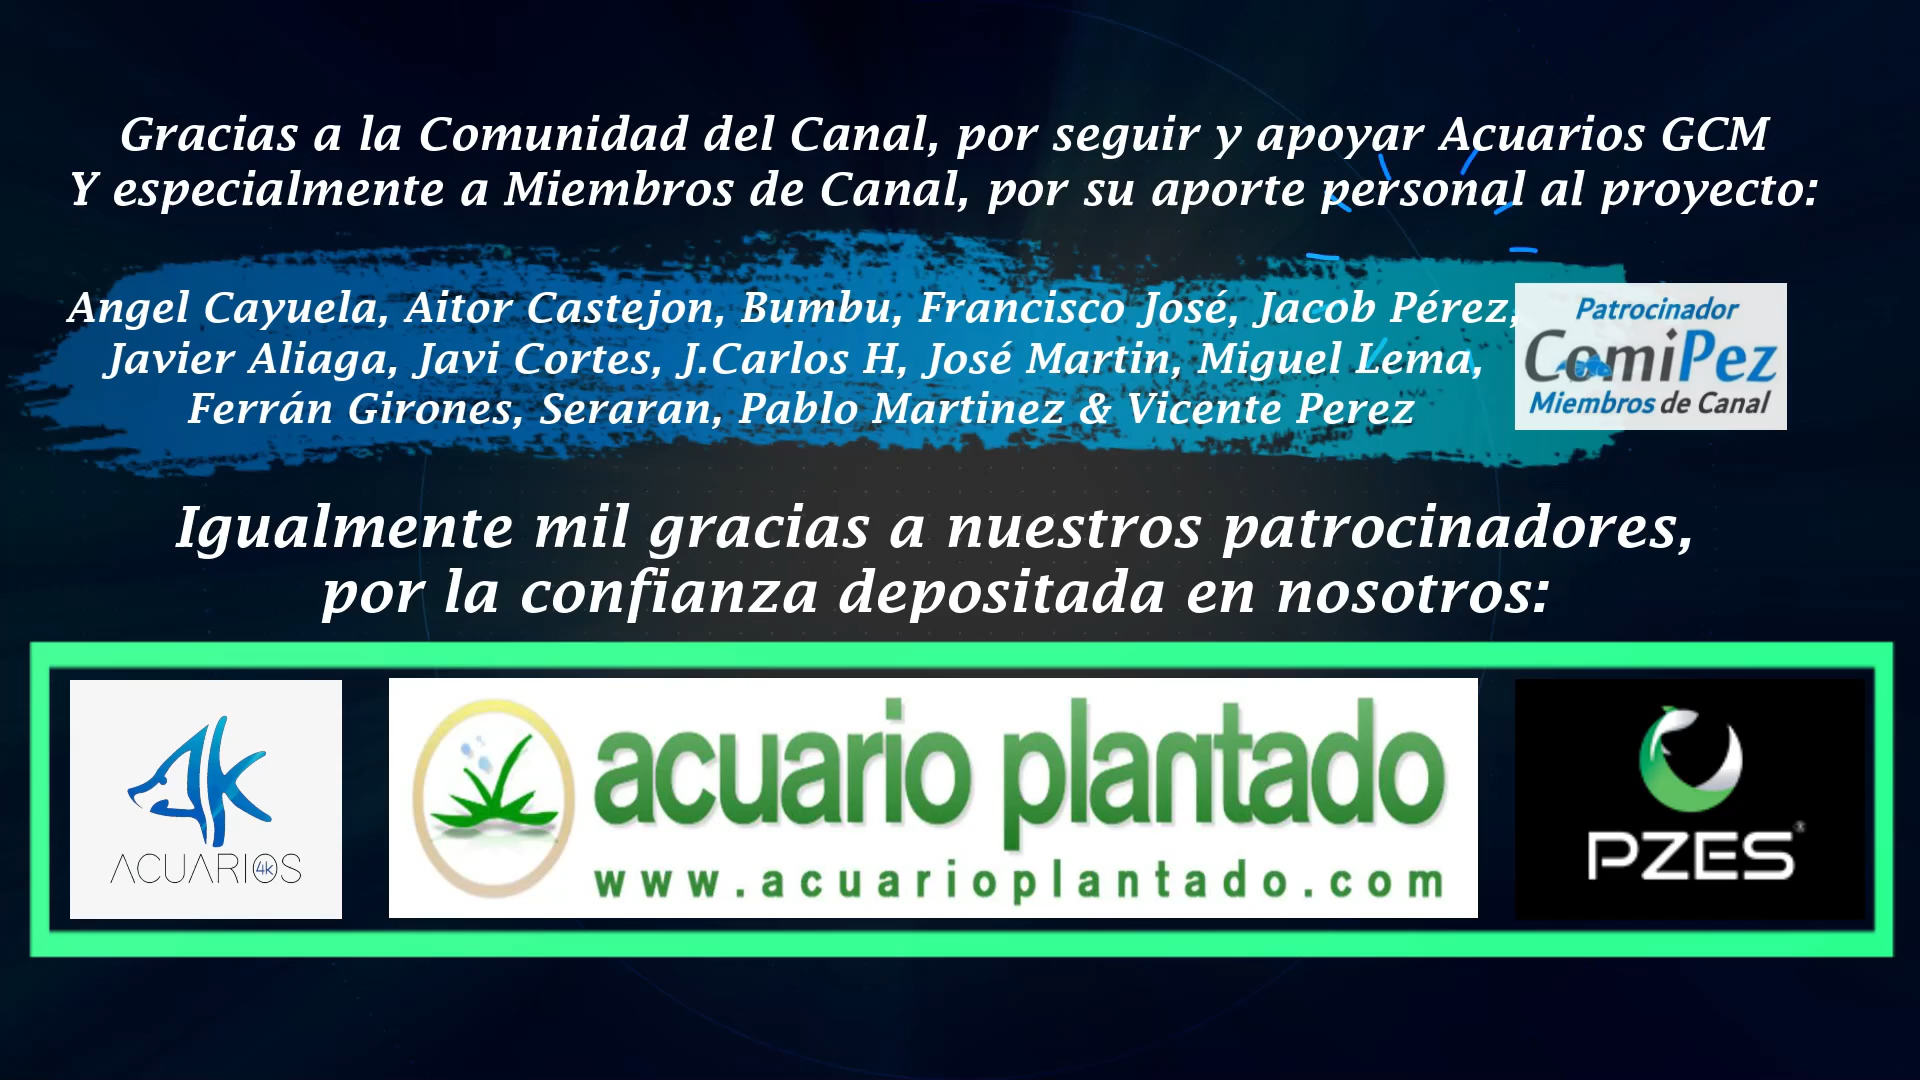 Gracias a la Comunidad del Canal, por seguir y apoyar Acuarios GCM
Y especialmente a Miembros de Canal, por su aporte personal al proyecto:
Angel Cayuela, Aitor Castejon, Bumbu, Francisco José, Jacob Pérez,
Javier Aliaga, Javi Cortes, J.Carlos H, José Martin, Miguel Lema,
Ferrán Girones, Seraran, Pablo Martinez & Vicente Perez
Patrocinador
ComiPez
Miembros de Canal
Igualmente mil gracias a nuestros patrocinadores,
por la confianza depositada en nosotros:
4k
ACUARIOS
4k
acuario plantado
www.acuarioplantado.com
PZES®